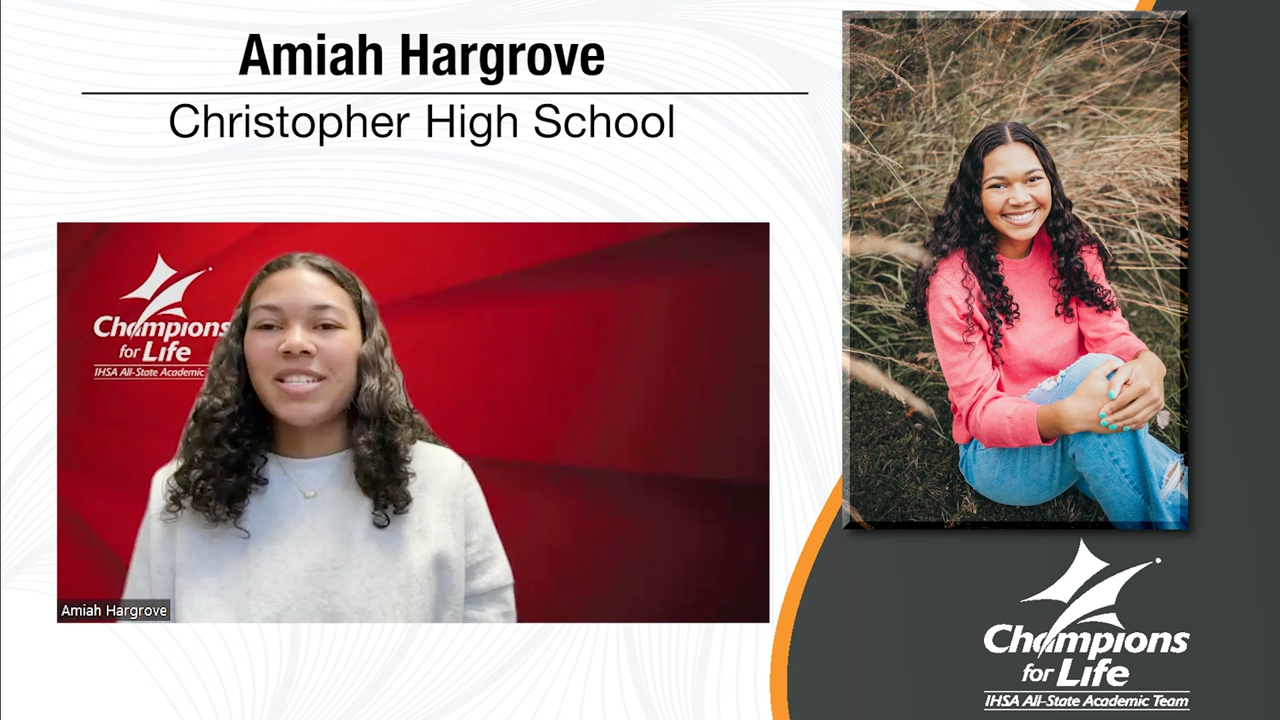 Amiah Hargrove
Christopher High School
Champions
for Life
IHSA All-State Academic
Amiah Hargrove
Champions
for Life
IHSA All-State Academic Team